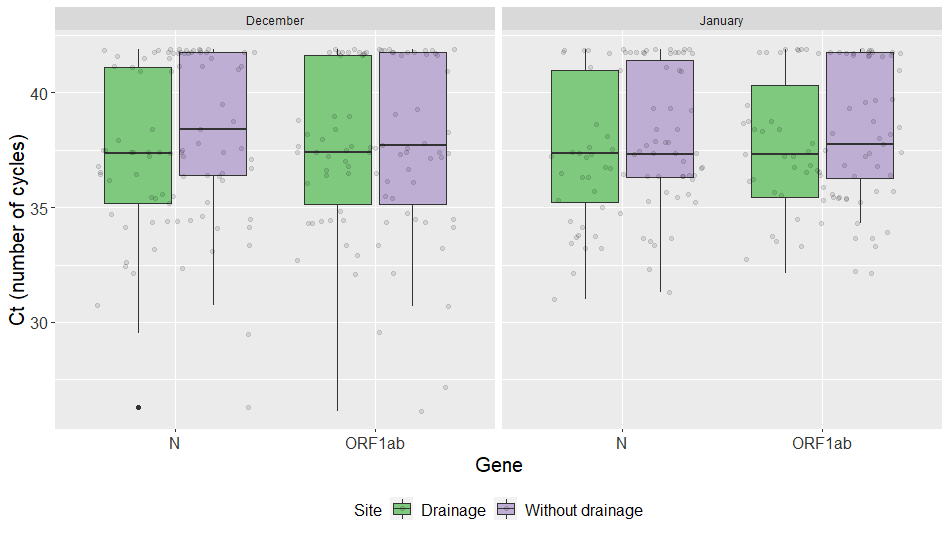 December
January
Ct (number of cycles)
40
35
30
N
ORF1ab
N
ORF1ab
Gene
Site Drainage Without drainage